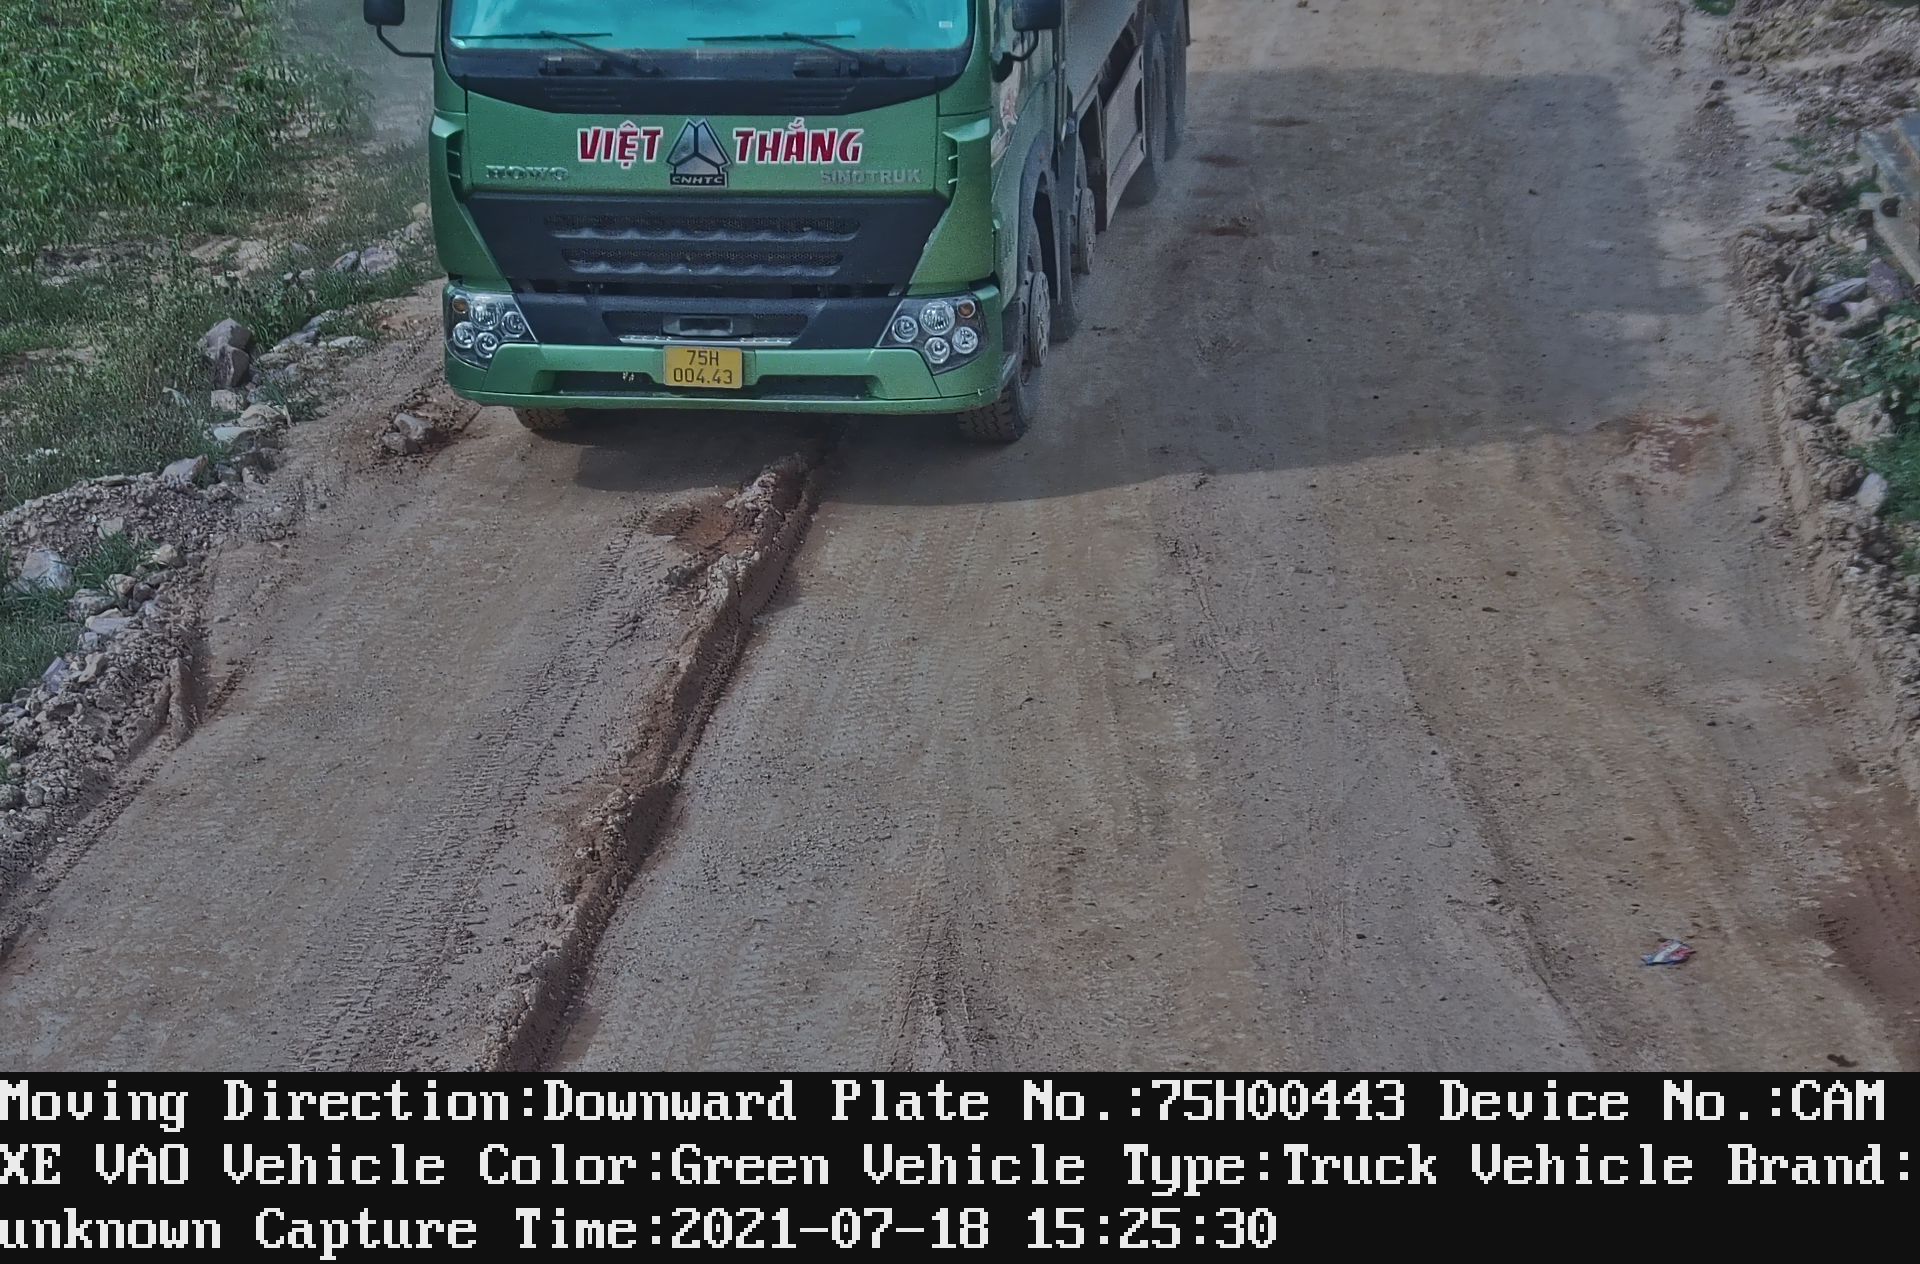 VIỆT THẮNG
HOWO CNHTC SINOTRUK
75H
004.43
Moving Direction:Downward Plate No.:75H00443 Device No.:CAM
XE VAO Vehicle Color:Green Vehicle Type:Truck Vehicle Brand:
unknown Capture Time:2021-07-18 15:25:30